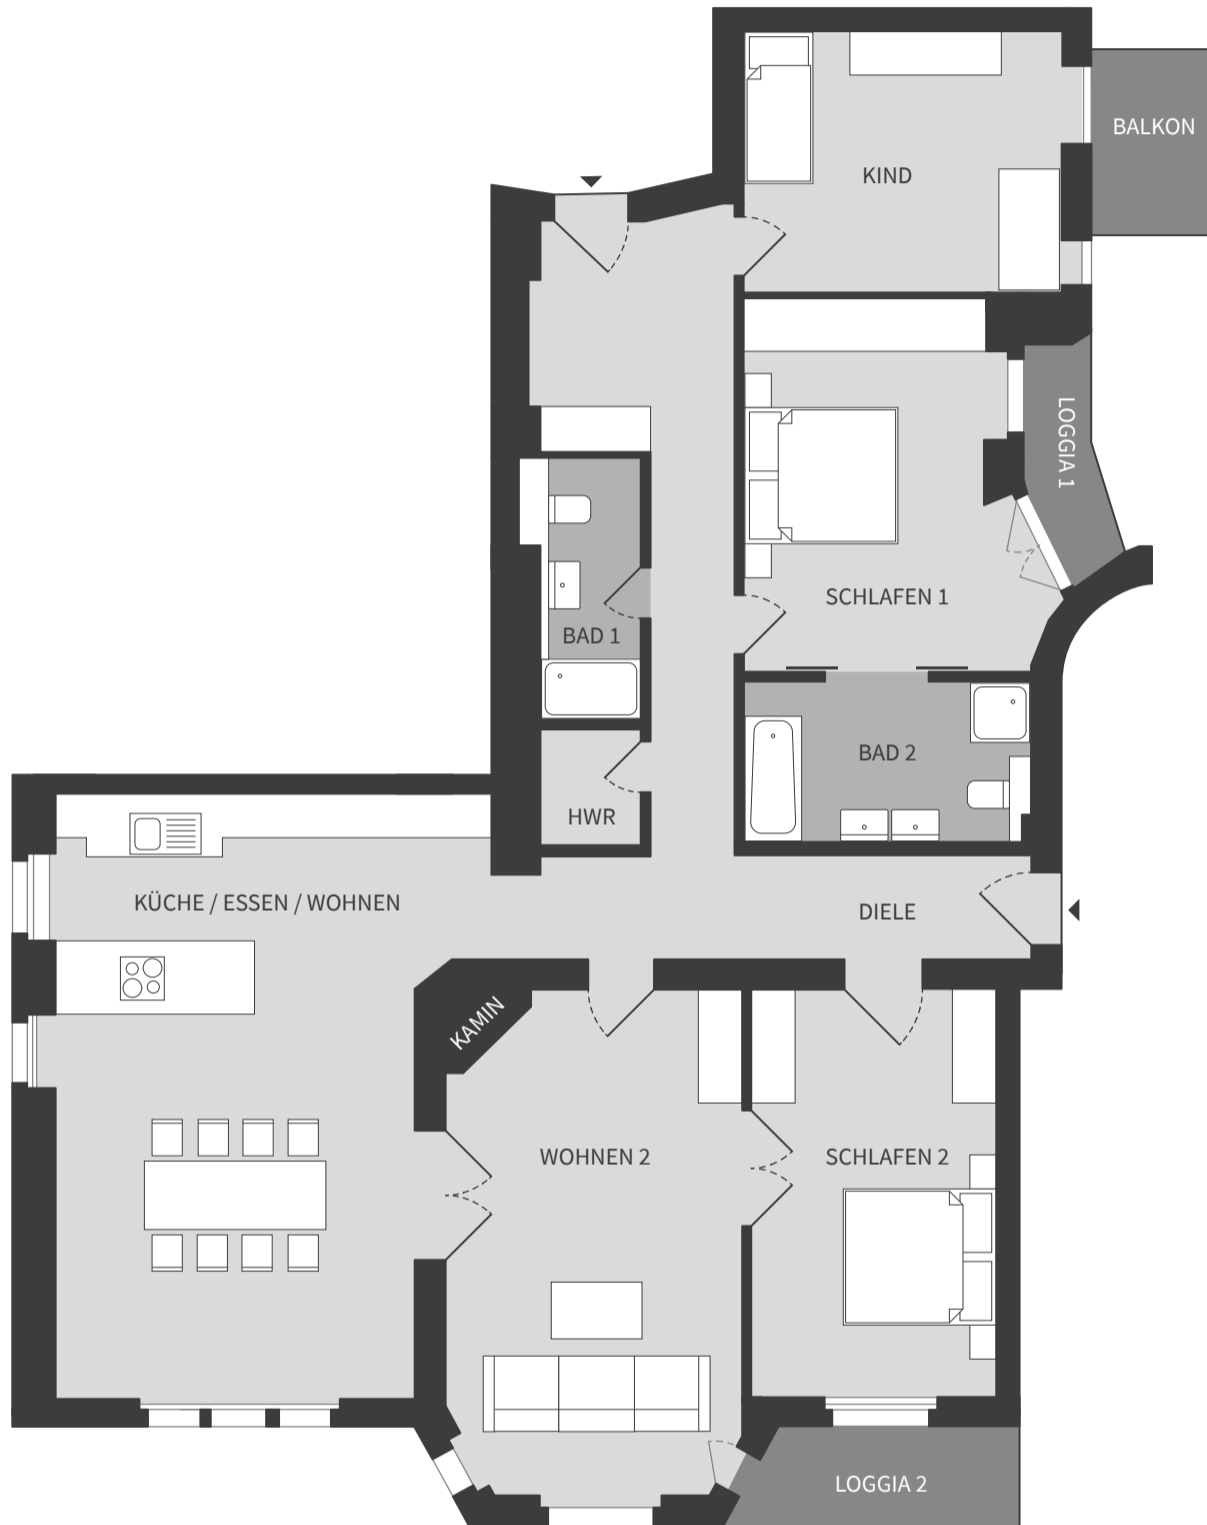 BALKON
KIND
LOGGIA 1
SCHLAFEN 1
BAD 1
BAD 2
HWR
KÜCHE / ESSEN / WOHNEN
DIELE
KAMIN
WOHNEN 2
SCHLAFEN 2
LOGGIA 2